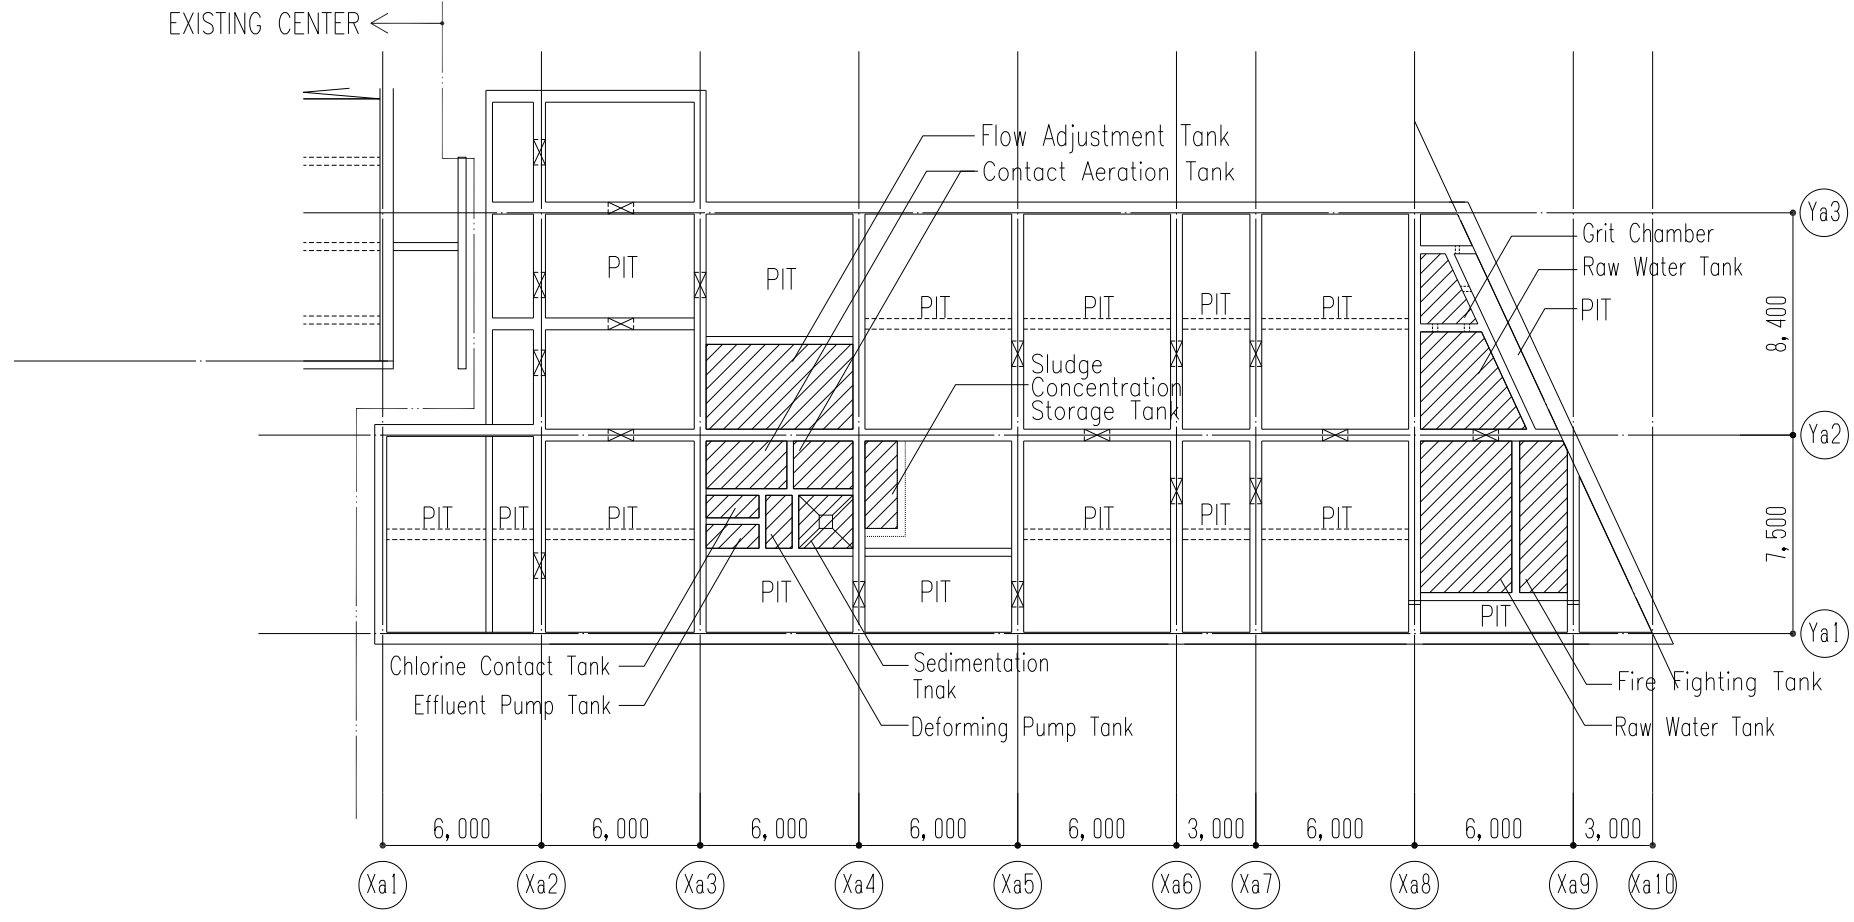 EXISTING CENTER
Flow Adjustment Tank
Contact Aeration Tank
Ya3
Grit Chamber
Raw Water Tank
PIT
PIT
PIT
PIT
PIT
PIT
PIT
8,400
Sludge
Concentration
Storage Tank
Ya2
PIT
PIT
PIT
PIT
PIT
PIT
7,500
PIT
PIT
PIT
Ya1
Chlorine Contact Tank
Sedimentation
Tnak
Effluent Pump Tank
Fire Fighting Tank
Deforming Pump Tank
Raw Water Tank
6,000
6,000
6,000
6,000
6,000
3,000
6,000
6,000
3,000
Xa1
Xa2
Xa3
Xa4
Xa5
Xa6
Xa7
Xa8
Xa9
Xa10